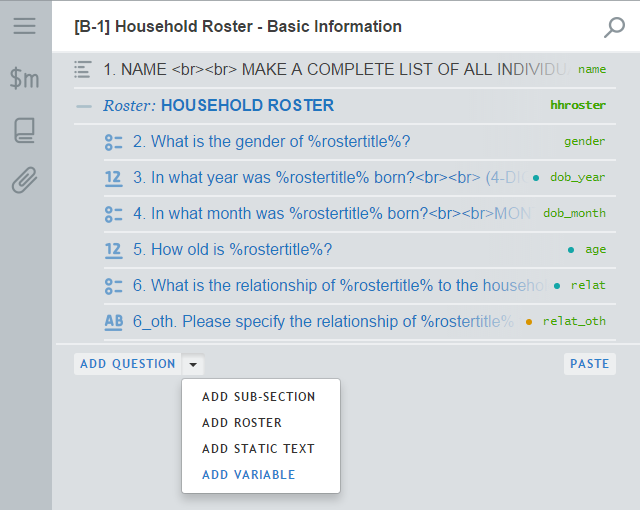 [B-1] Household Roster - Basic Information
$m
1. NAME <br><br> MAKE A COMPLETE LIST OF ALL INDIVIDU name
Roster: HOUSEHOLD ROSTER hhroster
2. What is the gender of %rostertitle%? gender
12 3. In what year was %rostertitle% born?<br><br> (4-DIG dob_year
4. In what month was %rostertitle% born?<br><br>MON dob_month
12 5. How old is %rostertitle%? age
6. What is the relationship of %rostertitle% to the househo relat
AB 6_oth. Please specify the relationship of %rostertitle% relat_oth
ADD QUESTION PASTE
ADD SUB-SECTION
ADD ROSTER
ADD STATIC TEXT
ADD VARIABLE